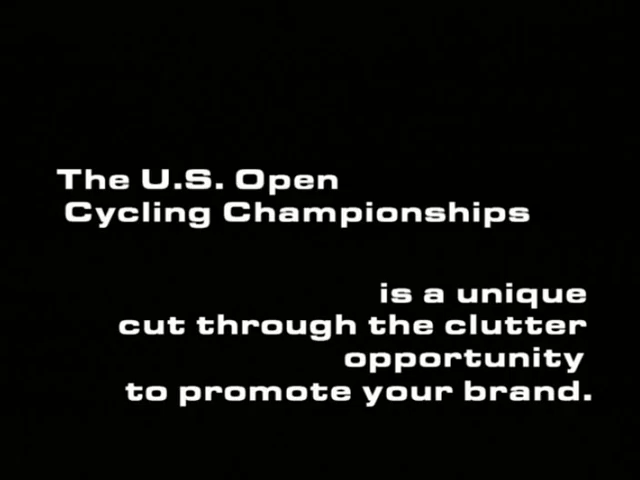 The U.S. Open
Cycling Championships
is a unique
cut through the clutter
opportunity
to promote your brand.